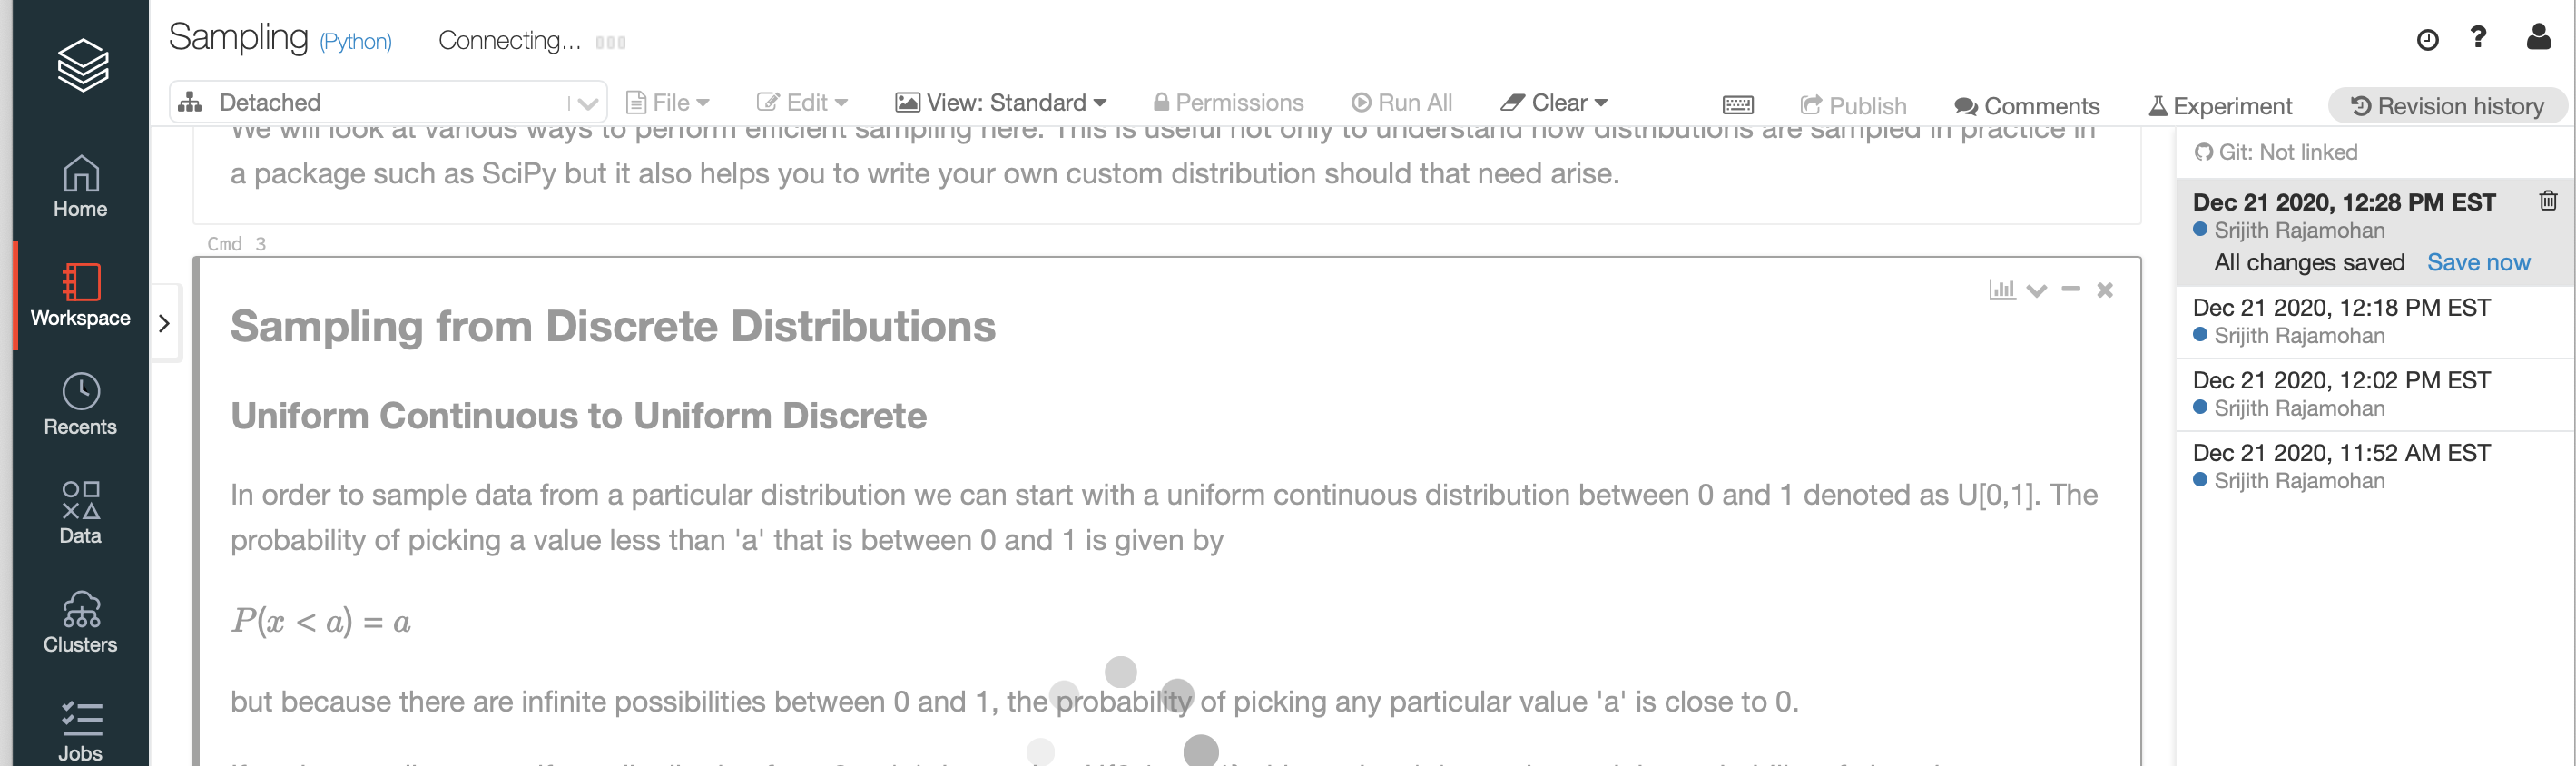 Sampling (Python) Connecting...
Detached File Edit View: Standard Permissions Run All Clear Publish Comments Experiment Revision history
Home
Workspace
Recents
Data
Clusters
Jobs
We will look at various ways to perform efficient sampling here. This is useful not only to understand how distributions are sampled in practice in
a package such as SciPy but it also helps you to write your own custom distribution should that need arise.
Cmd 3
Sampling from Discrete Distributions
Uniform Continuous to Uniform Discrete
In order to sample data from a particular distribution we can start with a uniform continuous distribution between 0 and 1 denoted as U[0,1]. The
probability of picking a value less than 'a' that is between 0 and 1 is given by
P(x < a) = a
but because there are infinite possibilities between 0 and 1, the probability of picking any particular value 'a' is close to 0.
Git: Not linked
Dec 21 2020, 12:28 PM EST
Srijith Rajamohan
All changes saved Save now
Dec 21 2020, 12:18 PM EST
Srijith Rajamohan
Dec 21 2020, 12:02 PM EST
Srijith Rajamohan
Dec 21 2020, 11:52 AM EST
Srijith Rajamohan